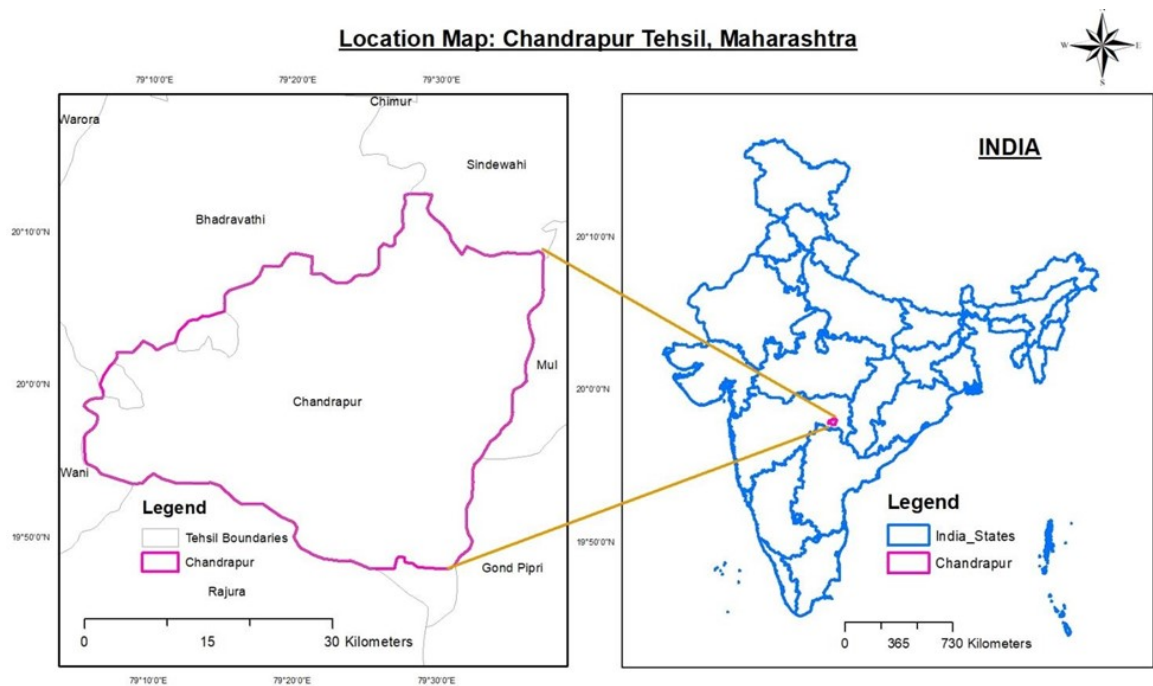 Location Map: Chandrapur Tehsil, Maharashtra
W E
S
79°10'0"E 79°20'0"E 79°30'0"E
Chimur
Warora
Sindewahi
Bhadravathi
20°10'0"N
Mul
20°0'0"N
Chandrapur
Wani
Legend
Tehsil Boundaries
Chandrapur
19°50'0"N
Gond Pipri
Rajura
0 15 30 Kilometers
79°10'0"E 79°20'0"E 79°30'0"E
INDIA
20°10'0"N
20°0'0"N
19°50'0"N
Legend
India_States
Chandrapur
0 365 730 Kilometers